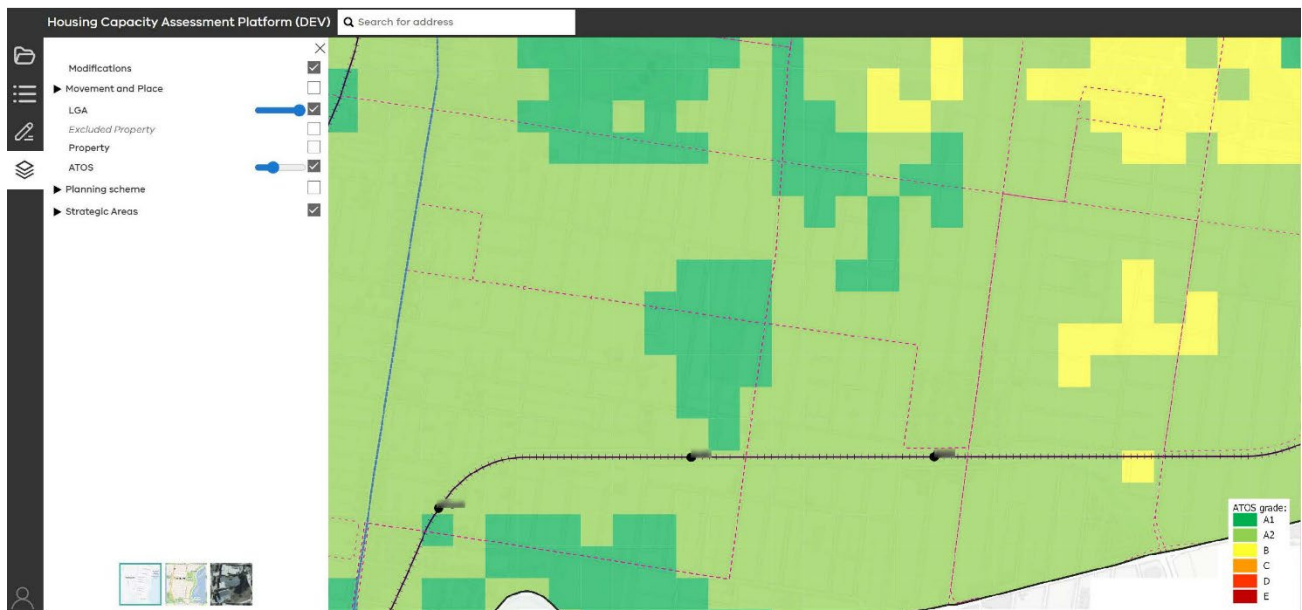 Housing Capacity Assessment Platform (DEV)
Search for address
Modifications
Movement and Place
LGA
Excluded Property
Property
ATOS
Planning scheme
Strategic Areas
ATOS grade:
A1
A2
B
C
D
E